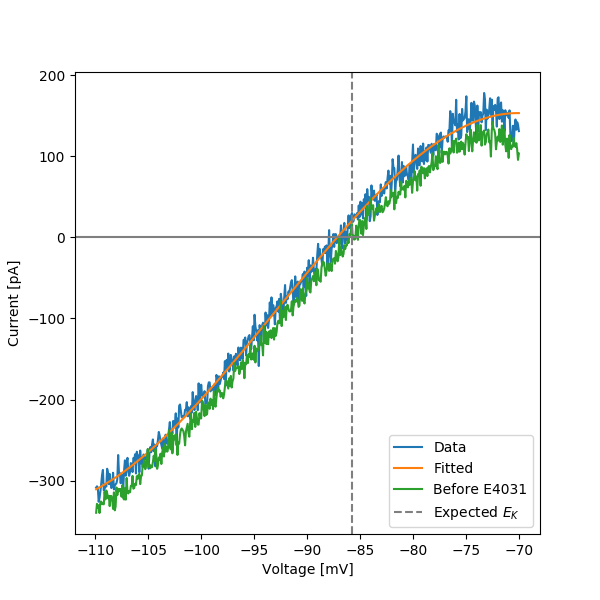 200
100
0
−100
−200
−300
Current [pA]
Data
Fitted
Before E4031
Expected E_K
−110 −105 −100 −95 −90 −85 −80 −75 −70
Voltage [mV]